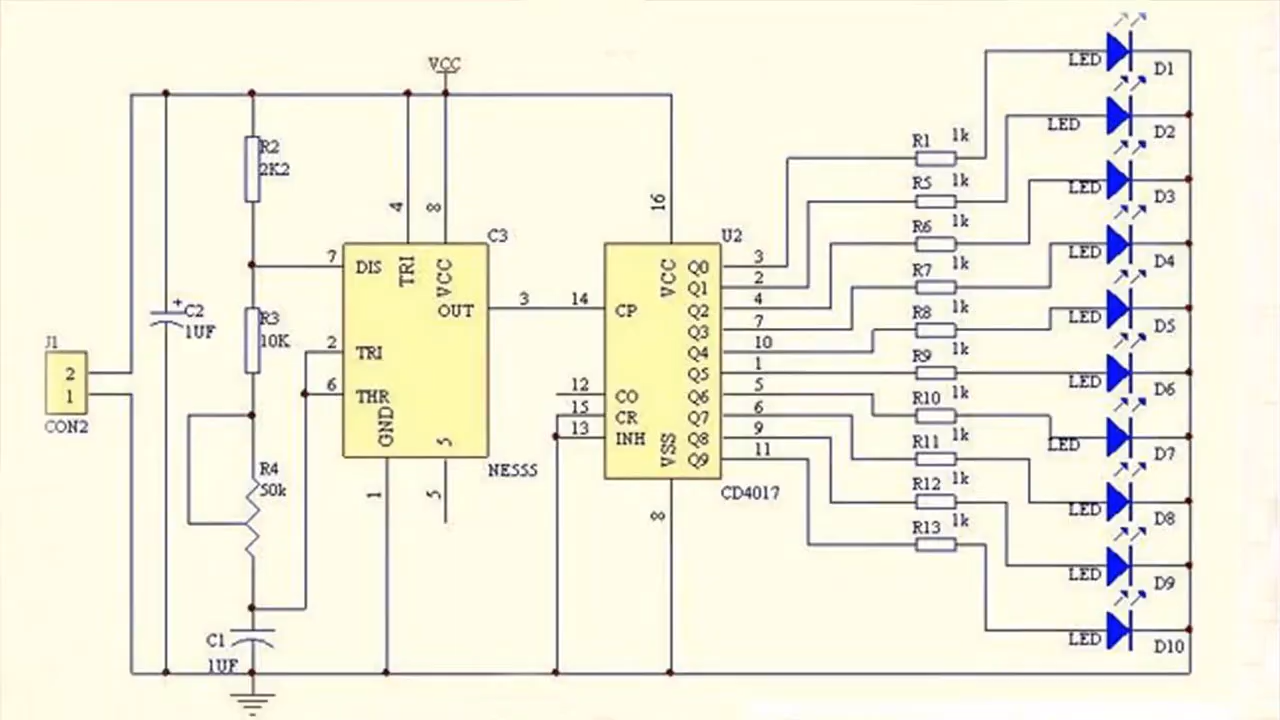 VCC
J1
2
1
CON2
C2
+
1UF
R2
2K2
R3
10K
R4
50k
C1
1UF
4
8
C3
7
DIS
TRI
VCC
OUT
3
2
TRI
6
THR
GND
5
NE555
1
5
16
U2
14
CP
VCC
12
CO
15
CR
13
INH
VSS
8
CD4017
Q0
3
Q1
2
Q2
4
Q3
7
Q4
10
Q5
1
Q6
5
Q7
6
Q8
9
Q9
11
R1 1k
R5 1k
R6 1k
R7 1k
R8 1k
R9 1k
R10 1k
R11 1k
R12 1k
R13 1k
LED D1
LED D2
LED D3
LED D4
LED D5
LED D6
LED D7
LED D8
LED D9
LED D10